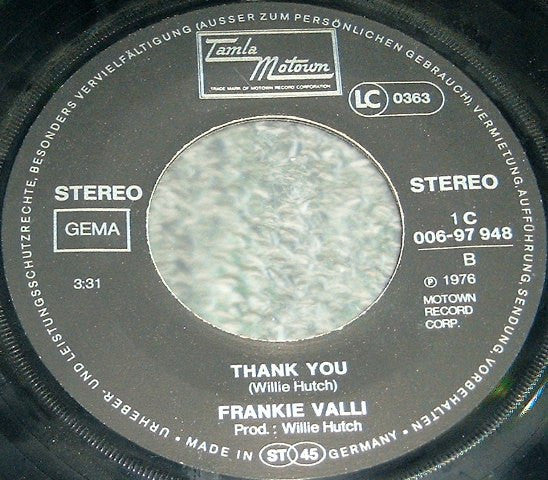 URHEBER- UND LEISTUNGSSCHUTZRECHTE, BESONDERS VERVIELFÄLTIGUNG (AUSSER ZUM PERSÖNLICHEN GEBRAUCH), VERMIETUNG, AUFFÜHRUNG, SENDUNG, VORBEHALTEN •
Tamla
Motown
TRADE MARK OF MOTOWN RECORD CORPORATION
LC 0363
STEREO
GEMA
3:31
STEREO
1 C
006-97 948
B
℗ 1976
MOTOWN
RECORD
CORP.
THANK YOU
(Willie Hutch)
FRANKIE VALLI
Prod.: Willie Hutch
• MADE IN ST 45 GERMANY •